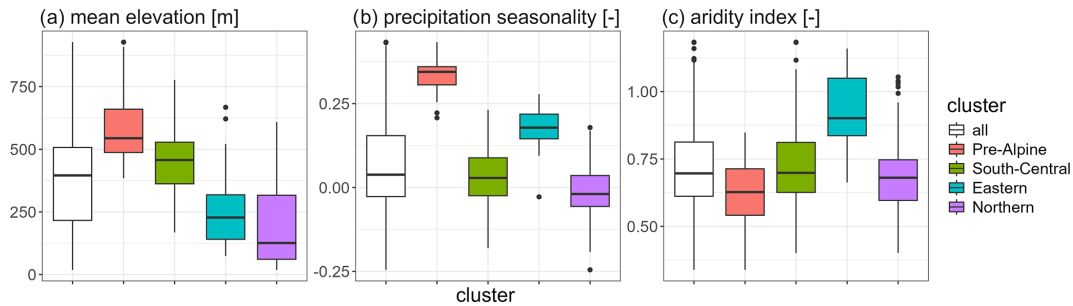 (a) mean elevation [m]
(b) precipitation seasonality [-]
(c) aridity index [-]
750
500
250
0
0.25
0.00
-0.25
1.00
0.75
0.50
cluster
cluster
all
Pre-Alpine
South-Central
Eastern
Northern